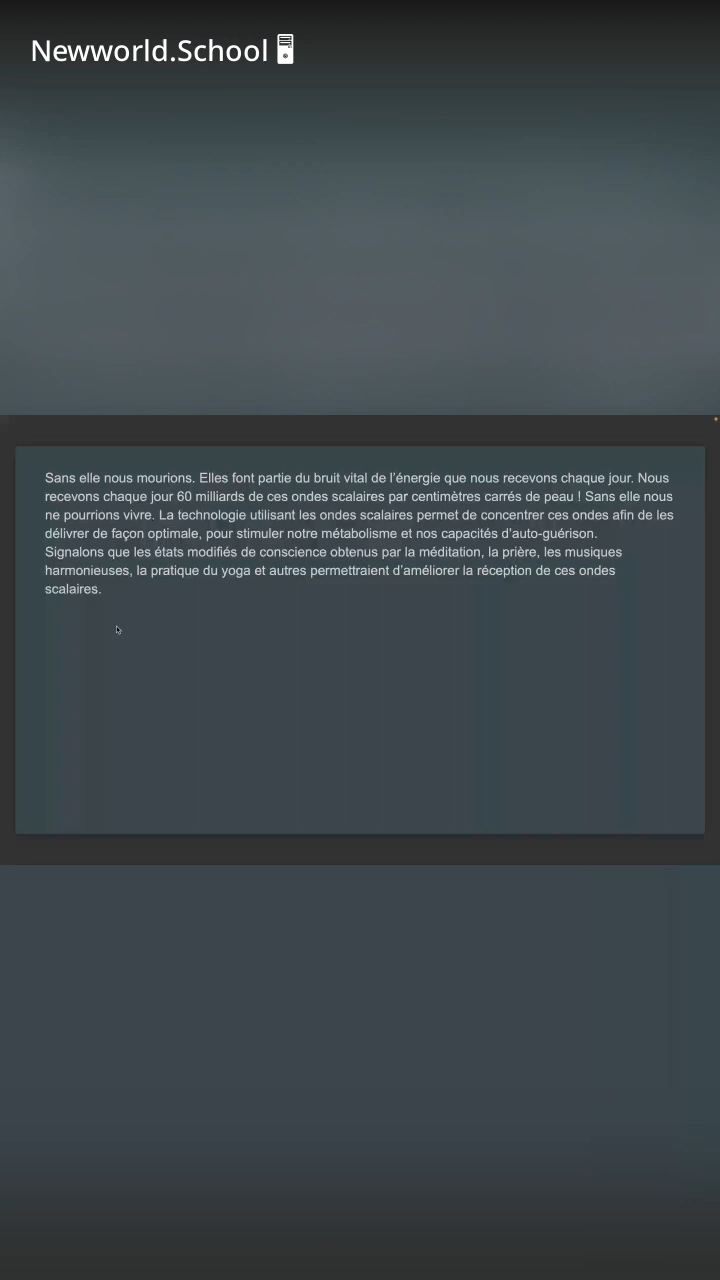 Newworld.School
Sans elle nous mourions. Elles font partie du bruit vital de l'énergie que nous recevons chaque jour. Nous
recevons chaque jour 60 milliards de ces ondes scalaires par centimètres carrés de peau ! Sans elle nous
ne pourrions vivre. La technologie utilisant les ondes scalaires permet de concentrer ces ondes afin de les
délivrer de façon optimale, pour stimuler notre métabolisme et nos capacités d'auto-guérison.
Signalons que les états modifiés de conscience obtenus par la méditation, la prière, les musiques
harmonieuses, la pratique du yoga et autres permettraient d'améliorer la réception de ces ondes
scalaires.